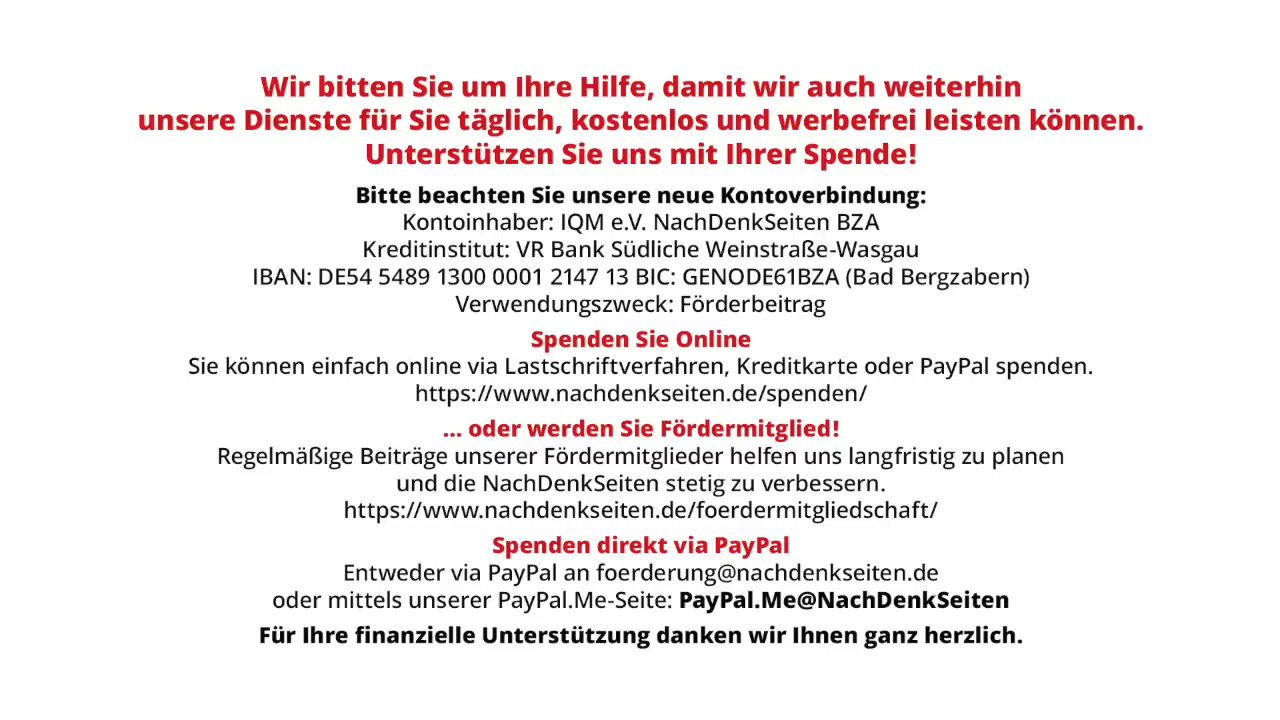 Wir bitten Sie um Ihre Hilfe, damit wir auch weiterhin
unsere Dienste für Sie täglich, kostenlos und werbefrei leisten können.
Unterstützen Sie uns mit Ihrer Spende!
Bitte beachten Sie unsere neue Kontoverbindung:
Kontoinhaber: IQM e.V. NachDenkSeiten BZA
Kreditinstitut: VR Bank Südliche Weinstraße-Wasgau
IBAN: DE54 5489 1300 0001 2147 13 BIC: GENODE61BZA (Bad Bergzabern)
Verwendungszweck: Förderbeitrag
Spenden Sie Online
Sie können einfach online via Lastschriftverfahren, Kreditkarte oder PayPal spenden.
https://www.nachdenkseiten.de/spenden/
... oder werden Sie Fördermitglied!
Regelmäßige Beiträge unserer Fördermitglieder helfen uns langfristig zu planen
und die NachDenkSeiten stetig zu verbessern.
https://www.nachdenkseiten.de/foerdermitgliedschaft/
Spenden direkt via PayPal
Entweder via PayPal an foerderung@nachdenkseiten.de
oder mittels unserer PayPal.Me-Seite: PayPal.Me@NachDenkSeiten
Für Ihre finanzielle Unterstützung danken wir Ihnen ganz herzlich.